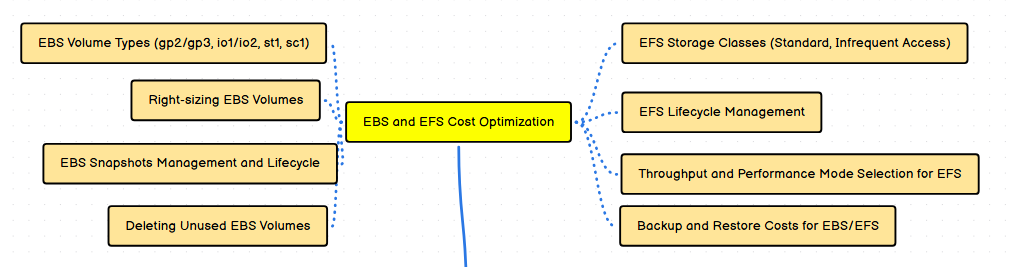 EBS Volume Types (gp2/gp3, io1/io2, st1, sc1)
Right-sizing EBS Volumes
EBS Snapshots Management and Lifecycle
Deleting Unused EBS Volumes
EBS and EFS Cost Optimization
EFS Storage Classes (Standard, Infrequent Access)
EFS Lifecycle Management
Throughput and Performance Mode Selection for EFS
Backup and Restore Costs for EBS/EFS